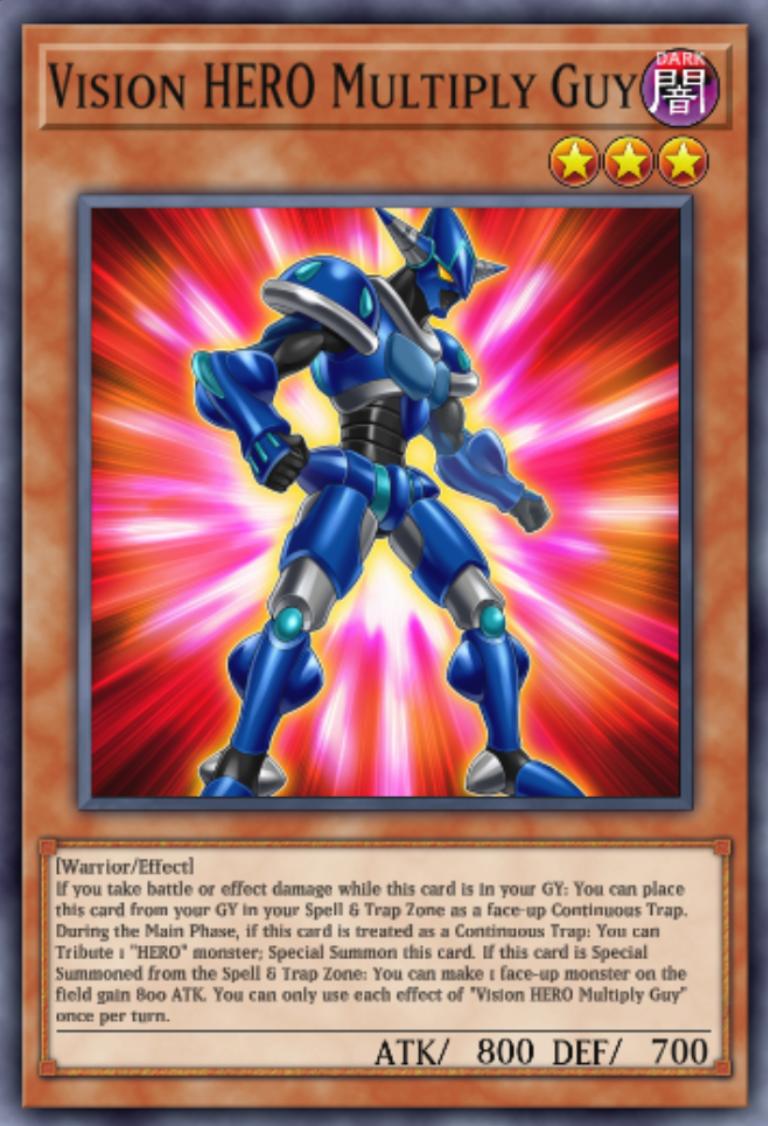 Vision HERO Multiply Guy
DARK
闇
[Warrior/Effect]
If you take battle or effect damage while this card is in your GY: You can place
this card from your GY in your Spell & Trap Zone as a face-up Continuous Trap.
During the Main Phase, if this card is treated as a Continuous Trap: You can
Tribute 1 "HERO" monster; Special Summon this card. If this card is Special
Summoned from the Spell & Trap Zone: You can make 1 face-up monster on the
field gain 800 ATK. You can only use each effect of "Vision HERO Multiply Guy"
once per turn.
ATK/ 800 DEF/ 700